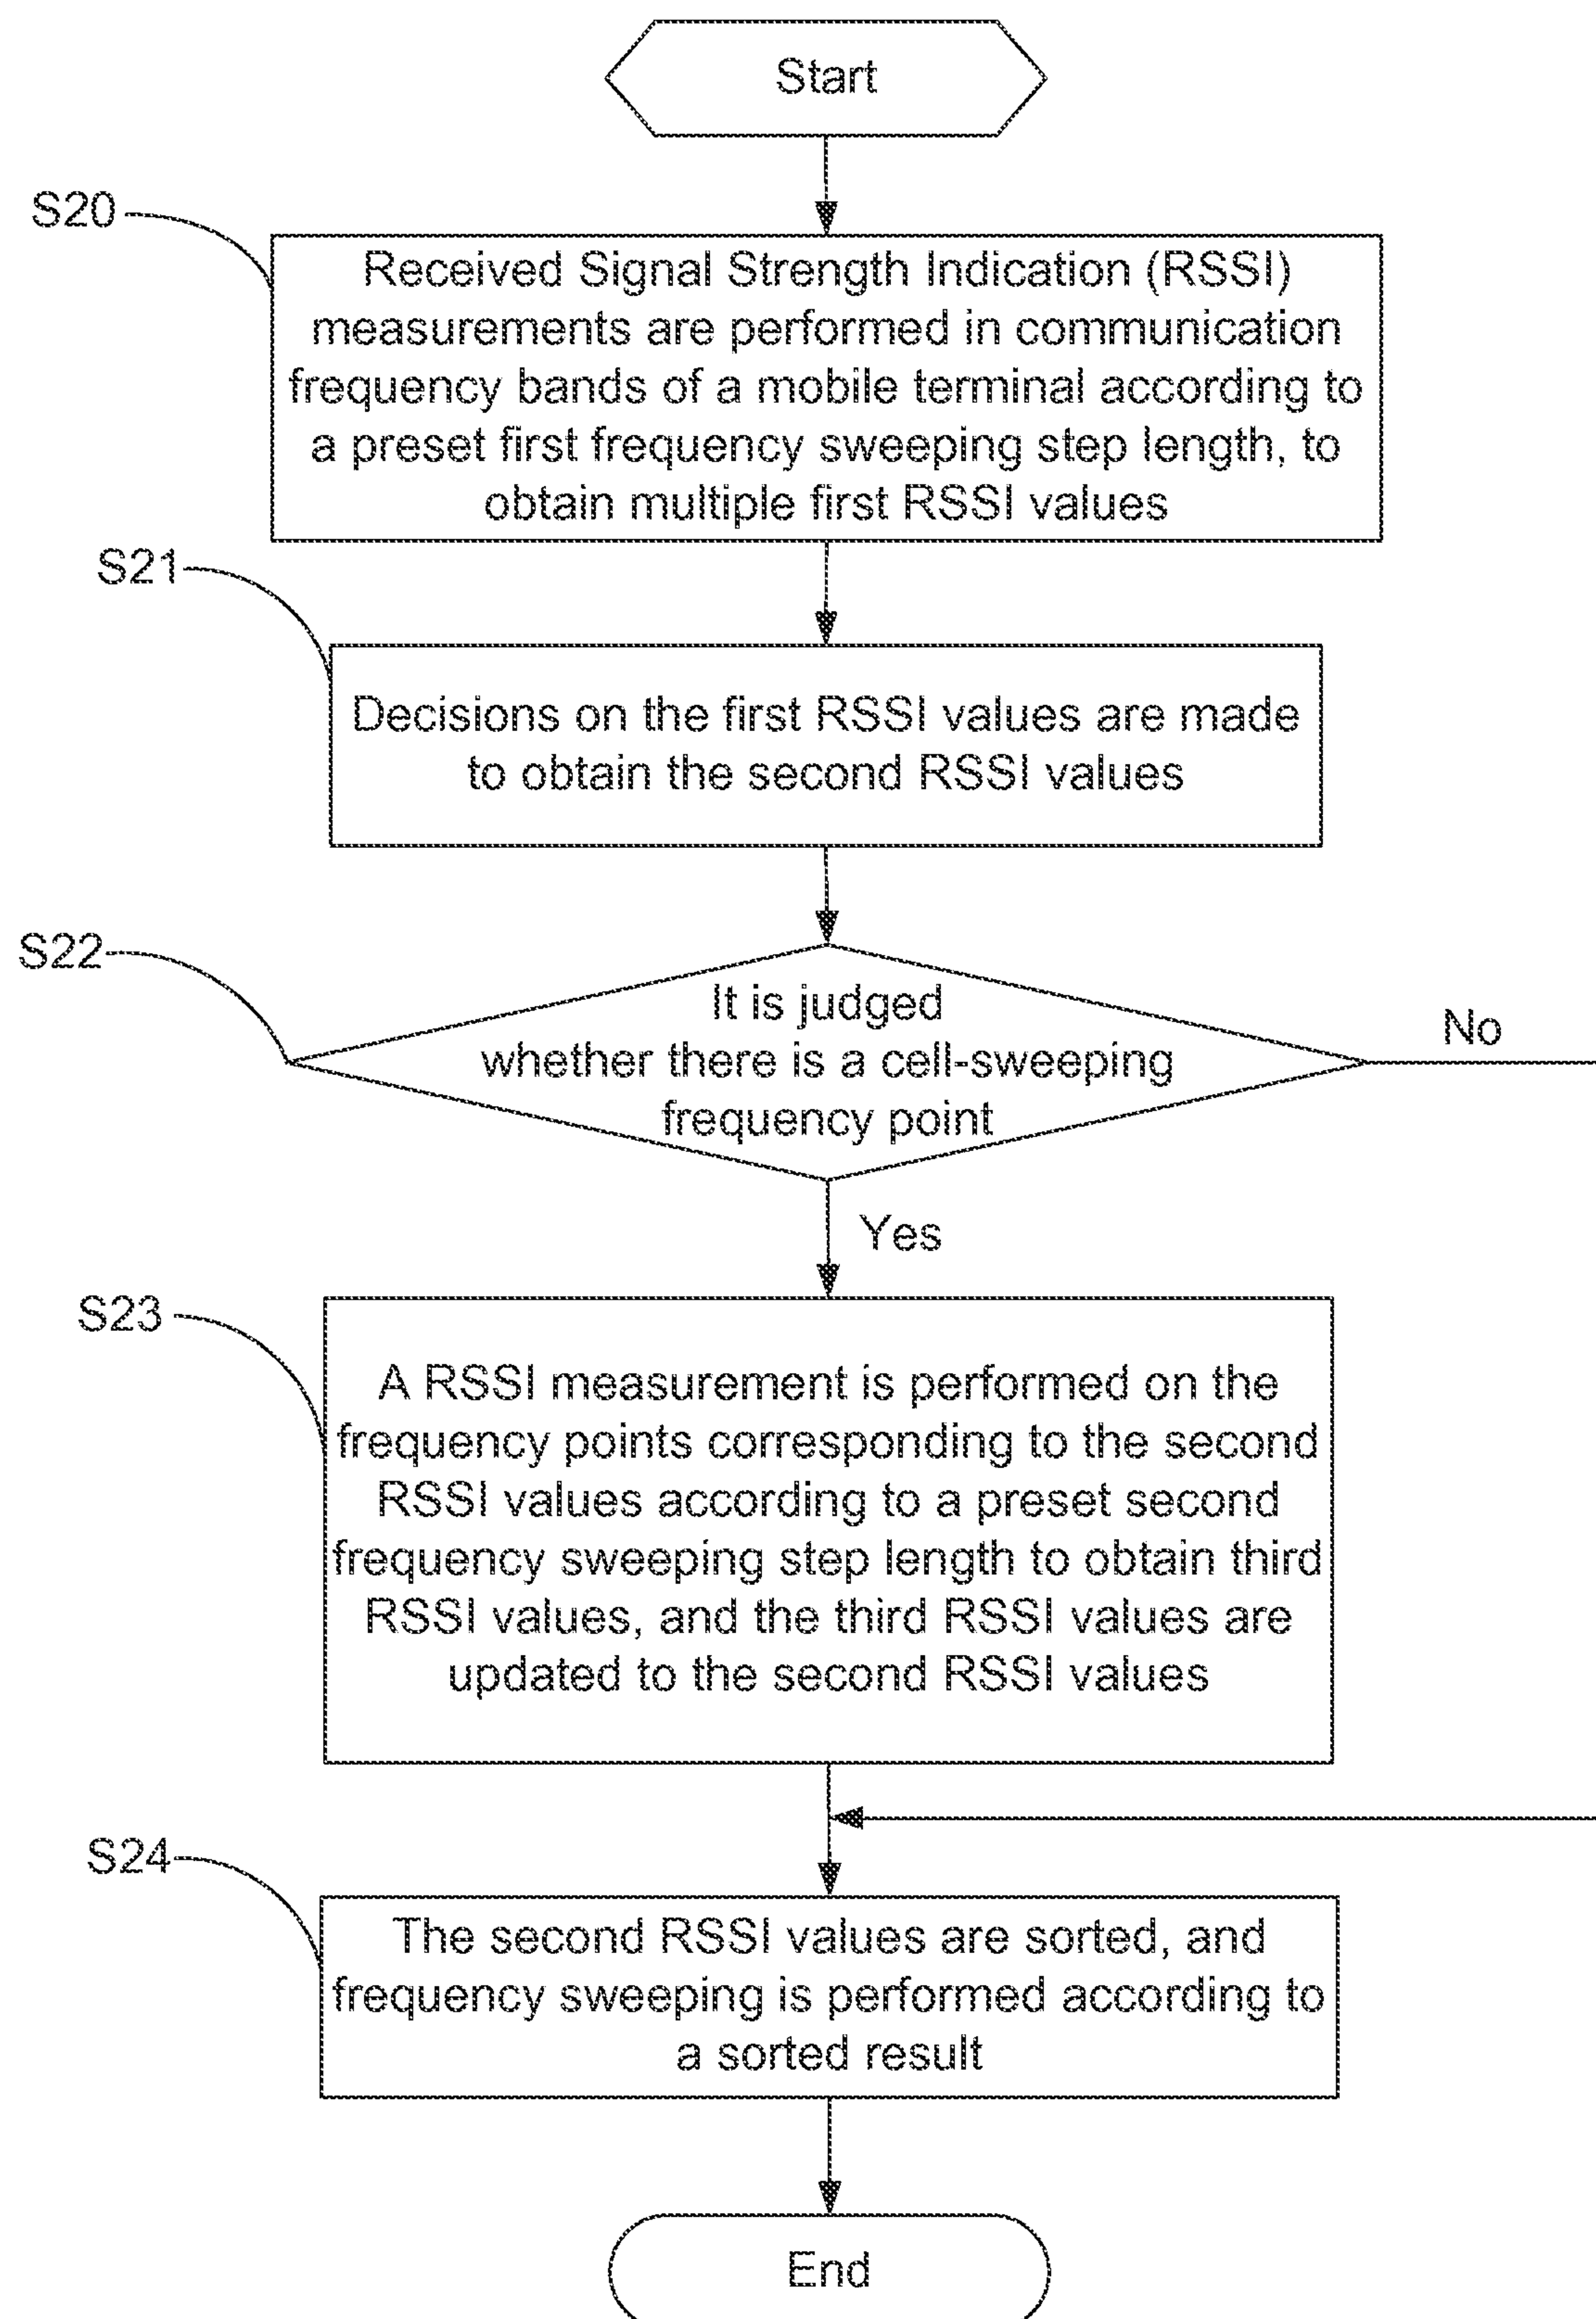 Start
S20
Received Signal Strength Indication (RSSI)
measurements are performed in communication
frequency bands of a mobile terminal according to
a preset first frequency sweeping step length, to
obtain multiple first RSSI values
S21
Decisions on the first RSSI values are made
to obtain the second RSSI values
S22
It is judged
whether there is a cell-sweeping
frequency point
No
Yes
S23
A RSSI measurement is performed on the
frequency points corresponding to the second
RSSI values according to a preset second
frequency sweeping step length to obtain third
RSSI values, and the third RSSI values are
updated to the second RSSI values
S24
The second RSSI values are sorted, and
frequency sweeping is performed according to
a sorted result
End